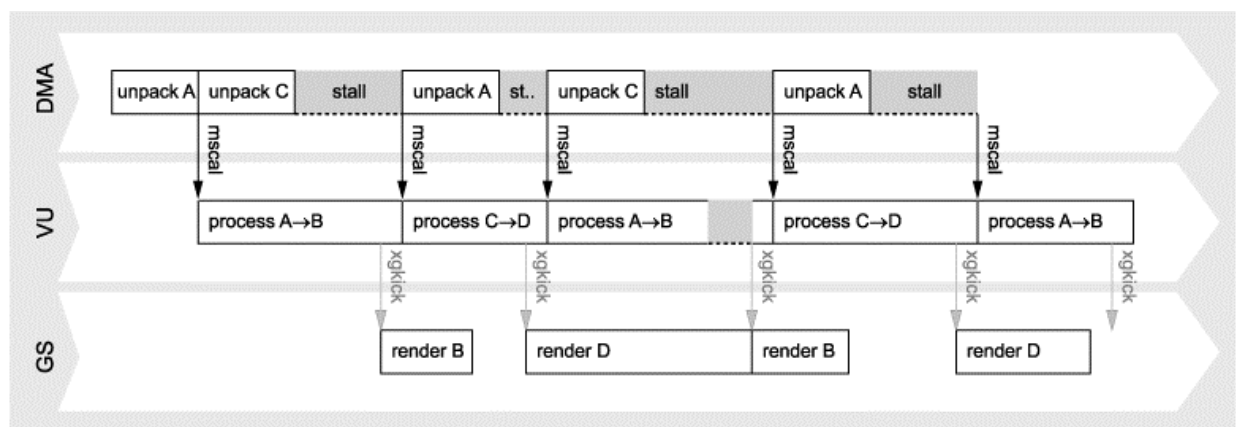 DMA
unpack A
unpack C
stall
unpack A
st..
unpack C
stall
unpack A
stall
mscal
mscal
mscal
mscal
mscal
VU
process A→B
process C→D
process A→B
process C→D
process A→B
xgkick
xgkick
xgkick
xgkick
xgkick
GS
render B
render D
render B
render D